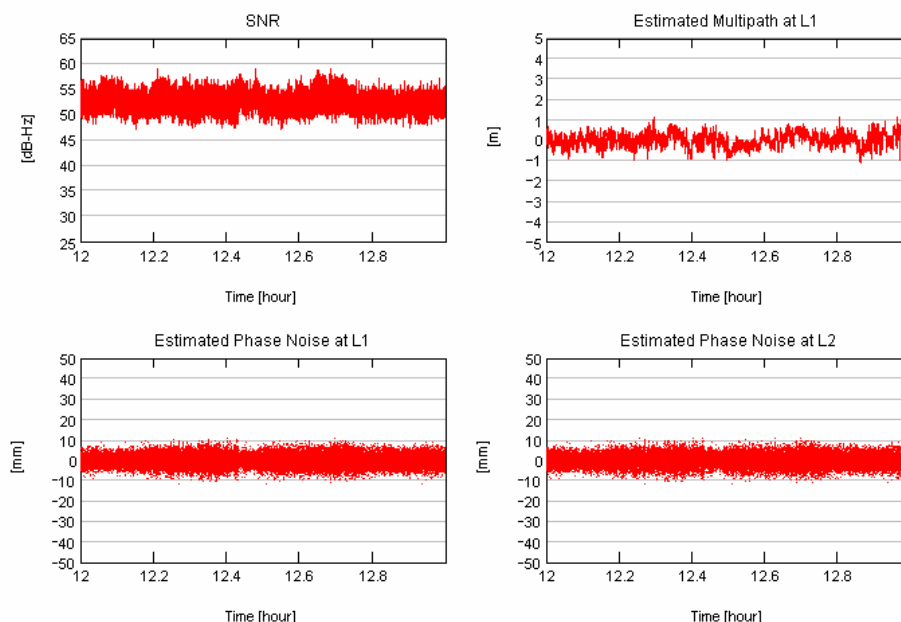 SNR
65
60
55
50
45
40
35
30
25
[dB-Hz]
12 12.2 12.4 12.6 12.8
Time [hour]
Estimated Multipath at L1
5
4
3
2
1
0
−1
−2
−3
−4
−5
[m]
12 12.2 12.4 12.6 12.8
Time [hour]
Estimated Phase Noise at L1
50
40
30
20
10
0
−10
−20
−30
−40
−50
[mm]
12 12.2 12.4 12.6 12.8
Time [hour]
Estimated Phase Noise at L2
50
40
30
20
10
0
−10
−20
−30
−40
−50
[mm]
12 12.2 12.4 12.6 12.8
Time [hour]